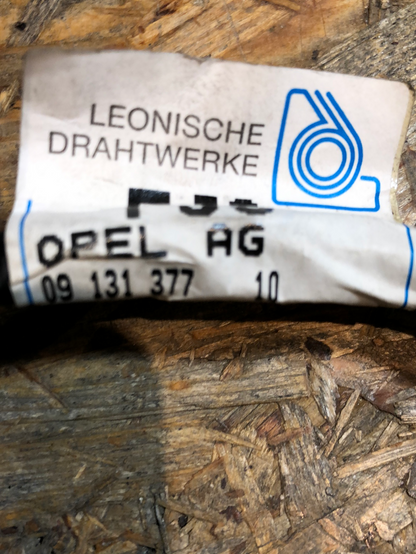 LEONISCHE
DRAHTWERKE
OPEL AG
09 131 377 10